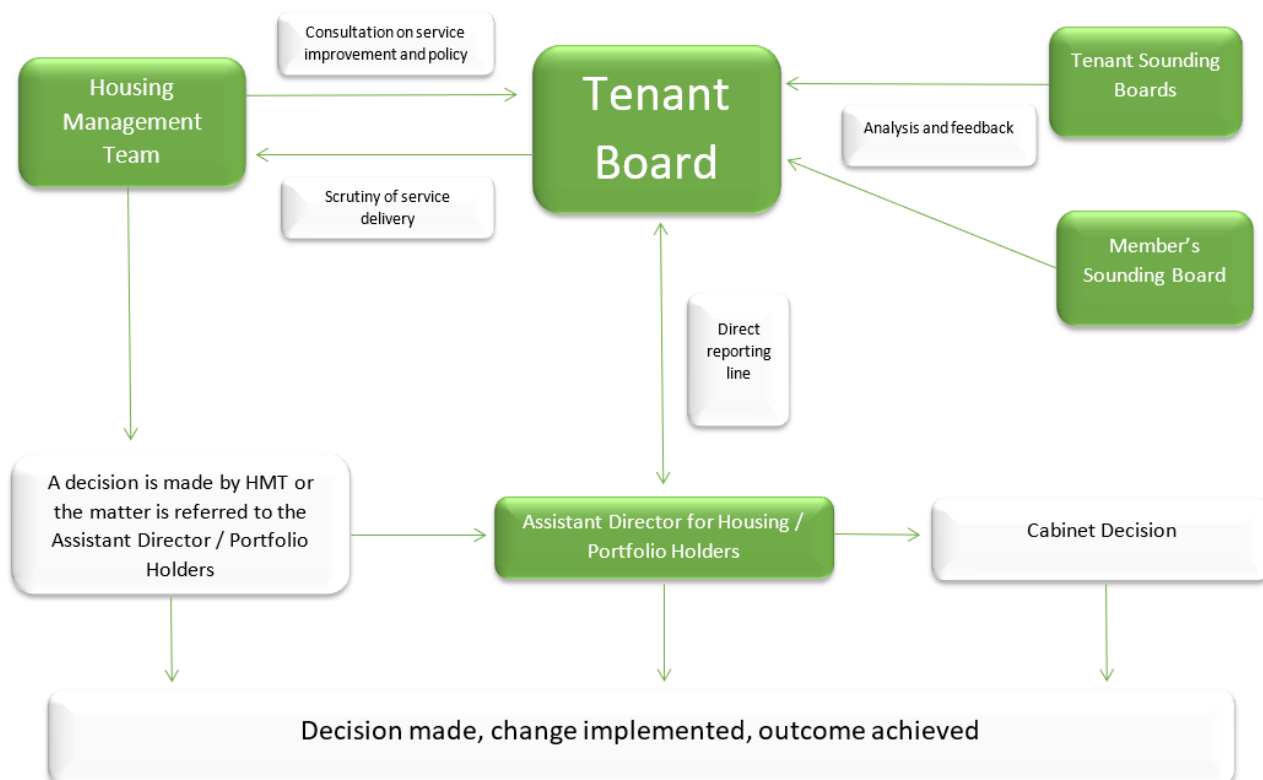 Consultation on service
improvement and policy
Housing
Management
Team
Tenant
Board
Tenant Sounding
Boards
Analysis and feedback
Scrutiny of service
delivery
Member's
Sounding Board
Direct
reporting
line
A decision is made by HMT or
the matter is referred to the
Assistant Director / Portfolio
Holders
Assistant Director for Housing /
Portfolio Holders
Cabinet Decision
Decision made, change implemented, outcome achieved